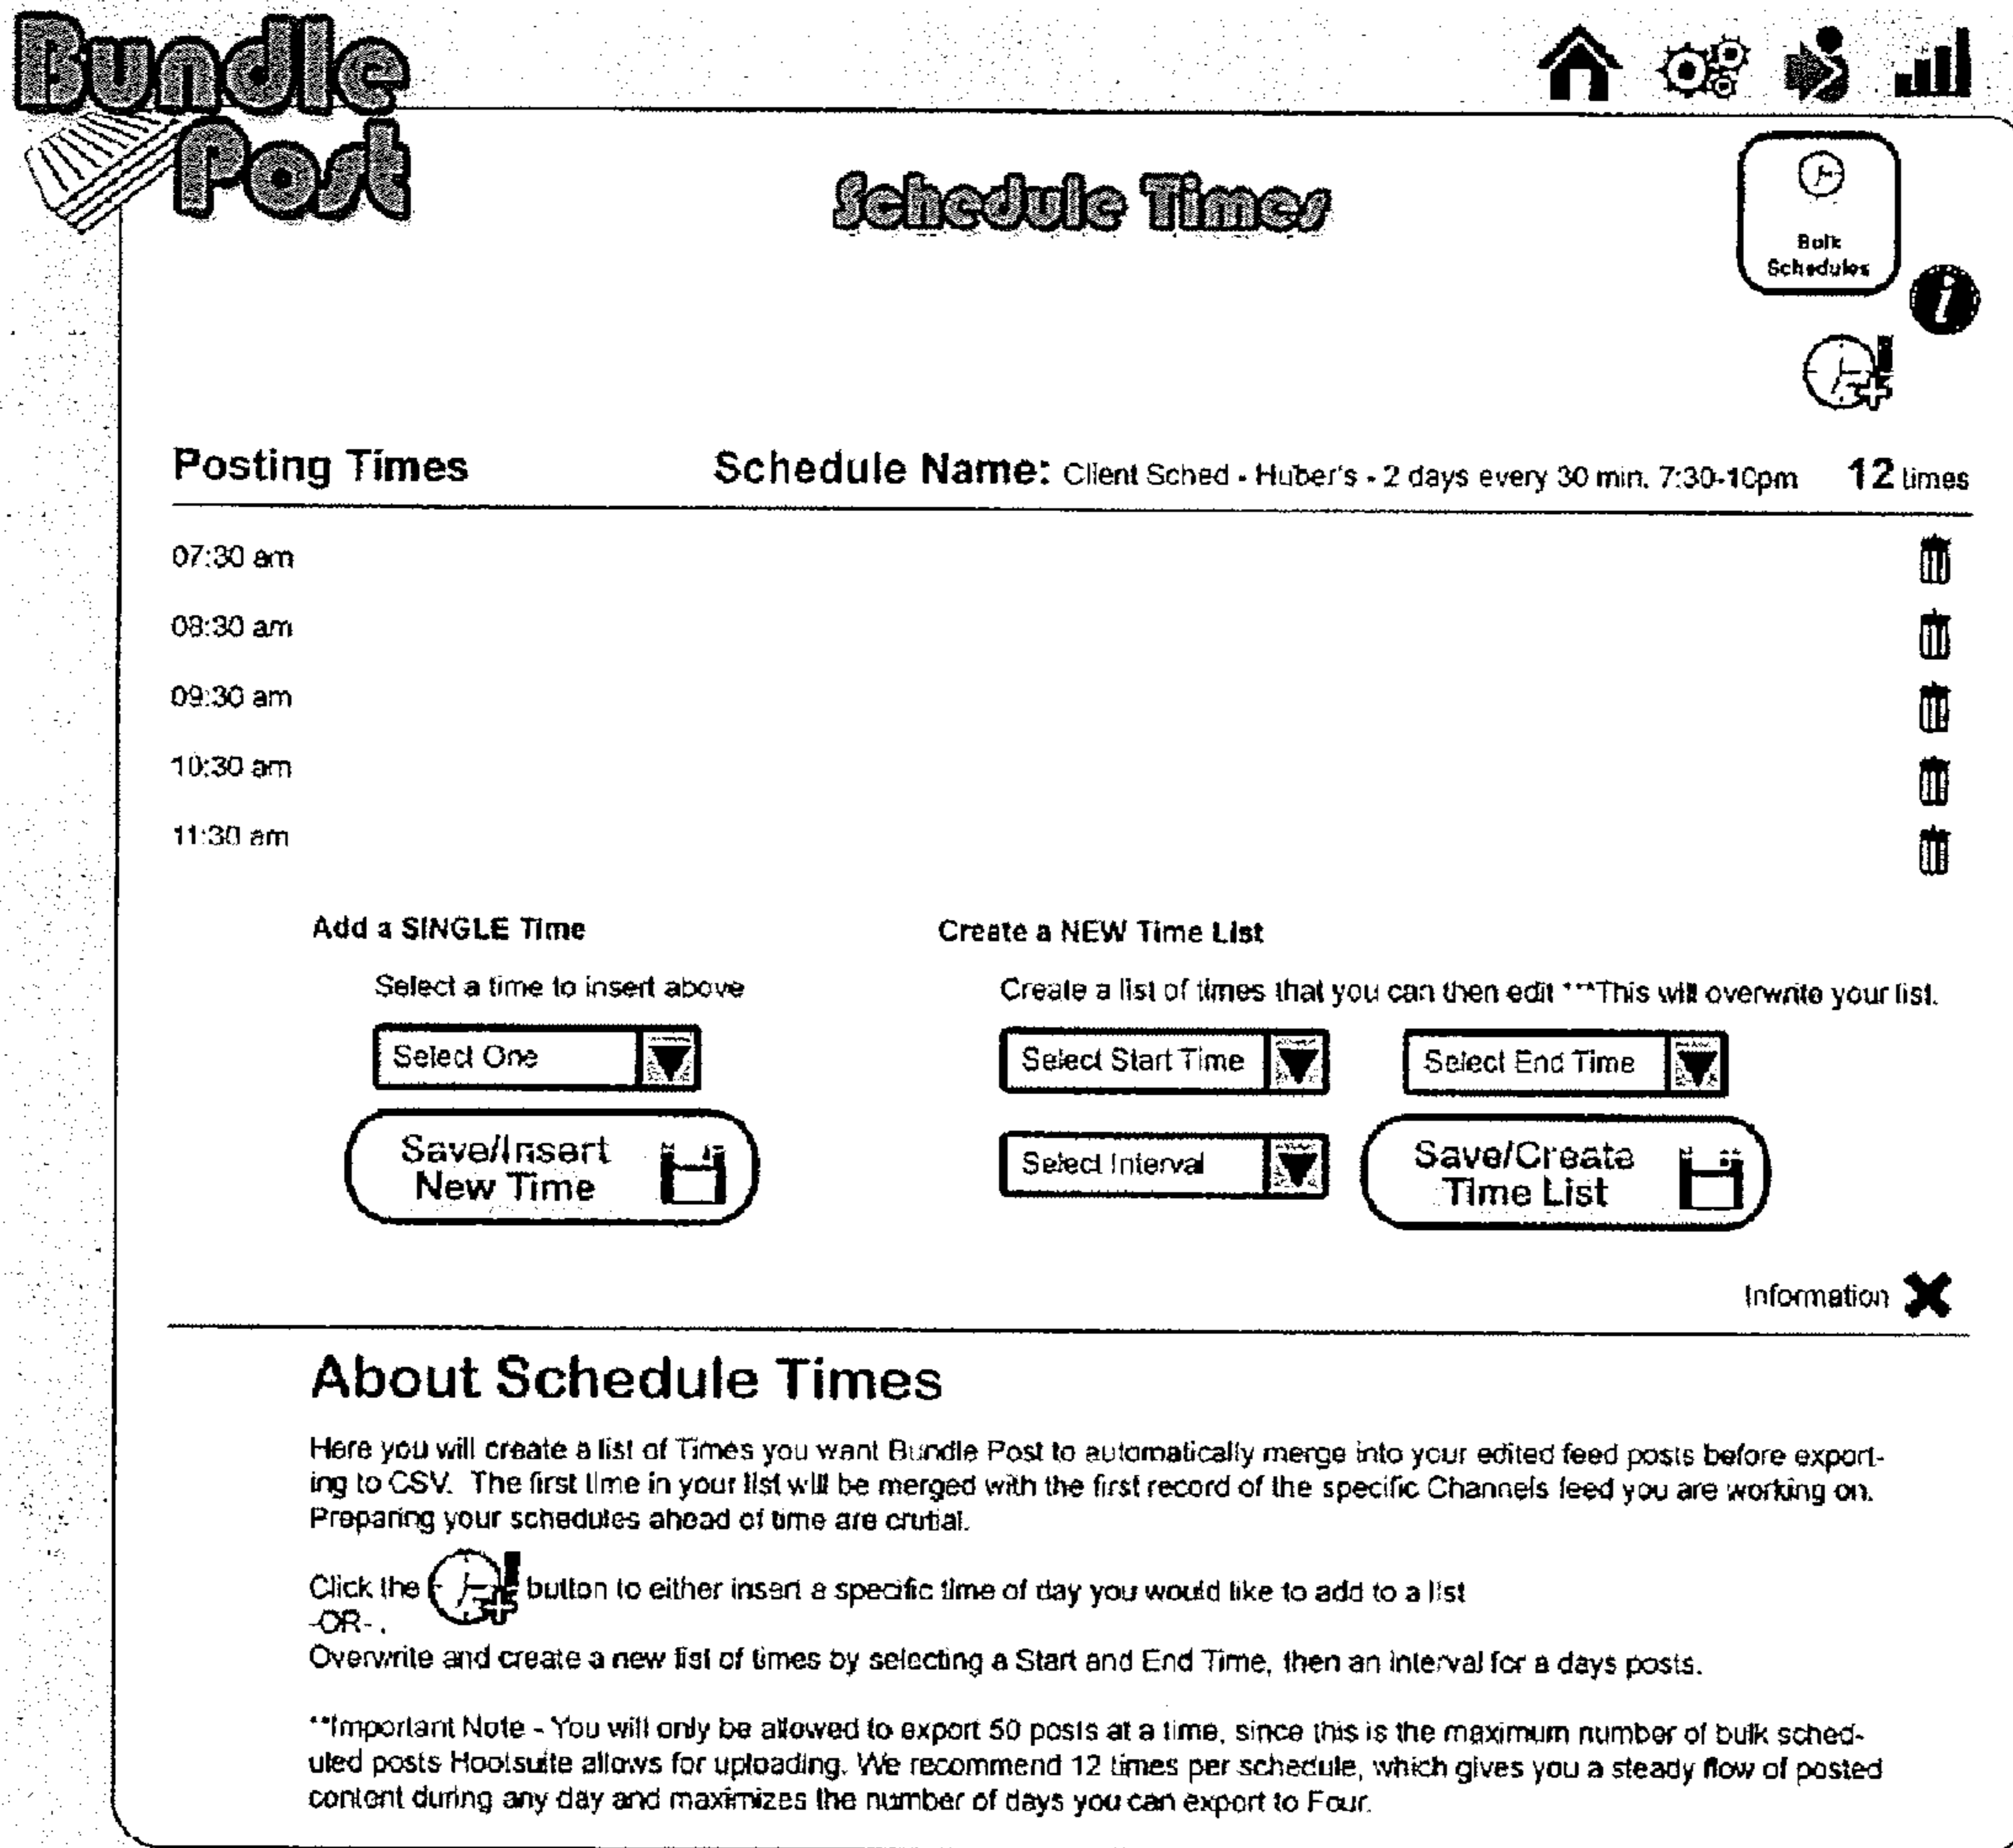 Bundle
Post
Schedule Times
Bulk
Schedules
i
Posting Times
Schedule Name: Client Sched - Huber's - 2 days every 30 min. 7:30-10pm 12 times
07:30 am
08:30 am
09:30 am
10:30 am
11:30 am
Add a SINGLE Time
Create a NEW Time List
Select a time to insert above
Create a list of times that you can then edit ***This will overwrite your list.
Select One
Select Start Time
Select End Time
Save/Insert
New Time
Select Interval
Save/Create
Time List
Information
About Schedule Times
Here you will create a list of Times you want Bundle Post to automatically merge into your edited feed posts before export-
ing to CSV. The first time in your list will be merged with the first record of the specific Channels feed you are working on.
Preparing your schedules ahead of time are crutial.
Click the button to either insert a specific time of day you would like to add to a list
-OR- .
Overwrite and create a new list of times by selecting a Start and End Time, then an interval for a days posts.
**Important Note - You will only be allowed to export 50 posts at a time, since this is the maximum number of bulk sched-
uled posts Hootsuite allows for uploading. We recommend 12 times per schedule, which gives you a steady flow of posted
content during any day and maximizes the number of days you can export to Four.